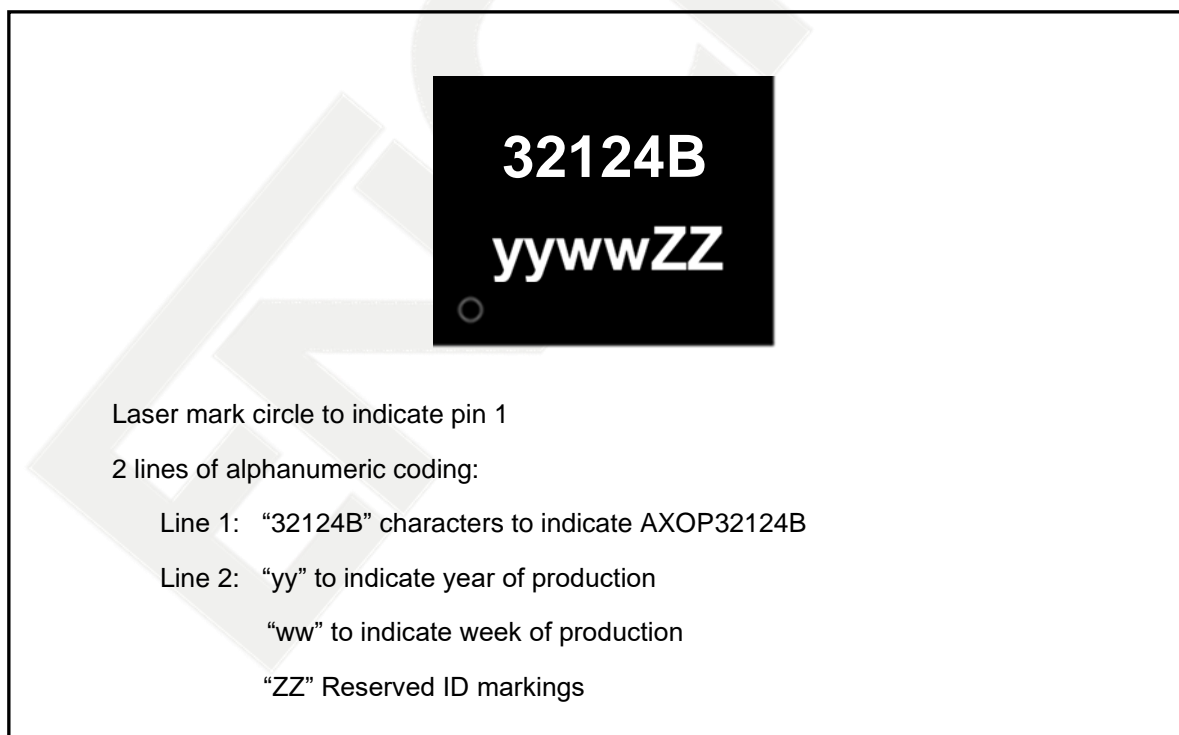 32124B
yywwZZ
Laser mark circle to indicate pin 1
2 lines of alphanumeric coding:
Line 1: “32124B” characters to indicate AXOP32124B
Line 2: “yy” to indicate year of production
“ww” to indicate week of production
“ZZ” Reserved ID markings